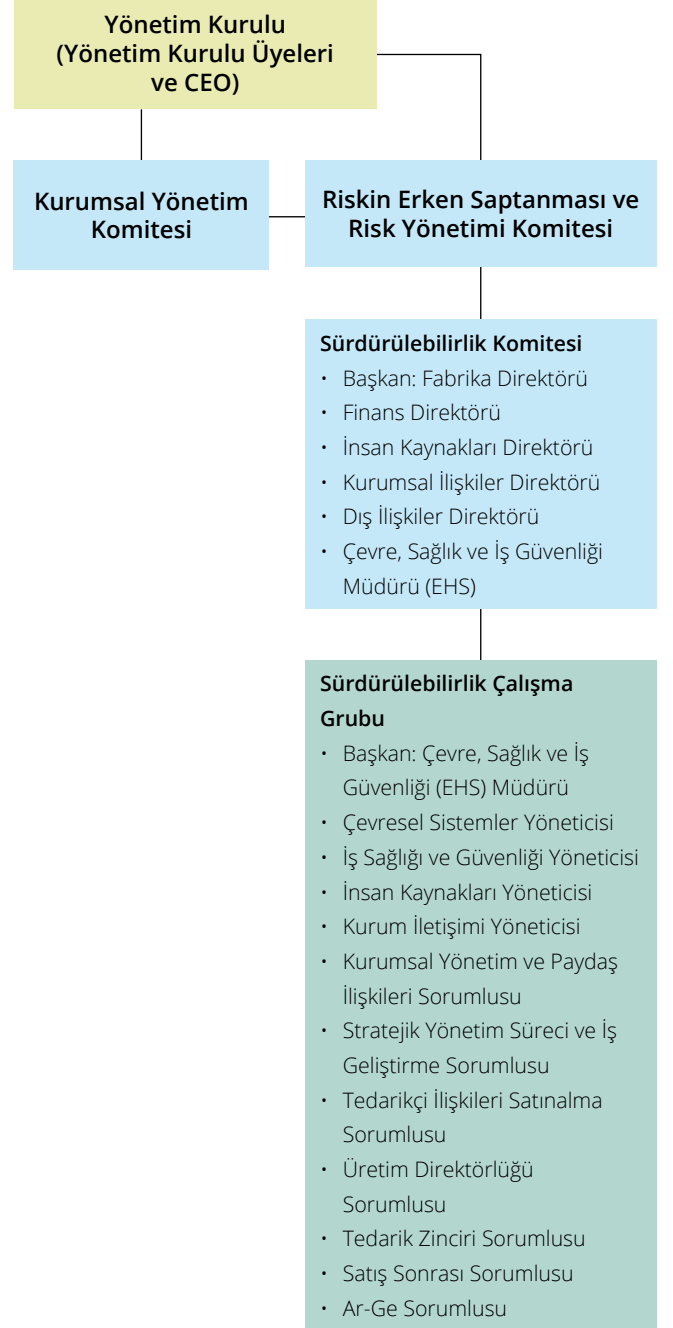 Yönetim Kurulu
(Yönetim Kurulu Üyeleri
ve CEO)
Kurumsal Yönetim
Komitesi
Riskin Erken Saptanması ve
Risk Yönetimi Komitesi
Sürdürülebilirlik Komitesi
• Başkan: Fabrika Direktörü
• Finans Direktörü
• İnsan Kaynakları Direktörü
• Kurumsal İlişkiler Direktörü
• Dış İlişkiler Direktörü
• Çevre, Sağlık ve İş Güvenliği
Müdürü (EHS)
Sürdürülebilirlik Çalışma
Grubu
• Başkan: Çevre, Sağlık ve İş
Güvenliği (EHS) Müdürü
• Çevresel Sistemler Yöneticisi
• İş Sağlığı ve Güvenliği Yöneticisi
• İnsan Kaynakları Yöneticisi
• Kurum İletişimi Yöneticisi
• Kurumsal Yönetim ve Paydaş
İlişkileri Sorumlusu
• Stratejik Yönetim Süreci ve İş
Geliştirme Sorumlusu
• Tedarikçi İlişkileri Satınalma
Sorumlusu
• Üretim Direktörlüğü
Sorumlusu
• Tedarik Zinciri Sorumlusu
• Satış Sonrası Sorumlusu
• Ar-Ge Sorumlusu